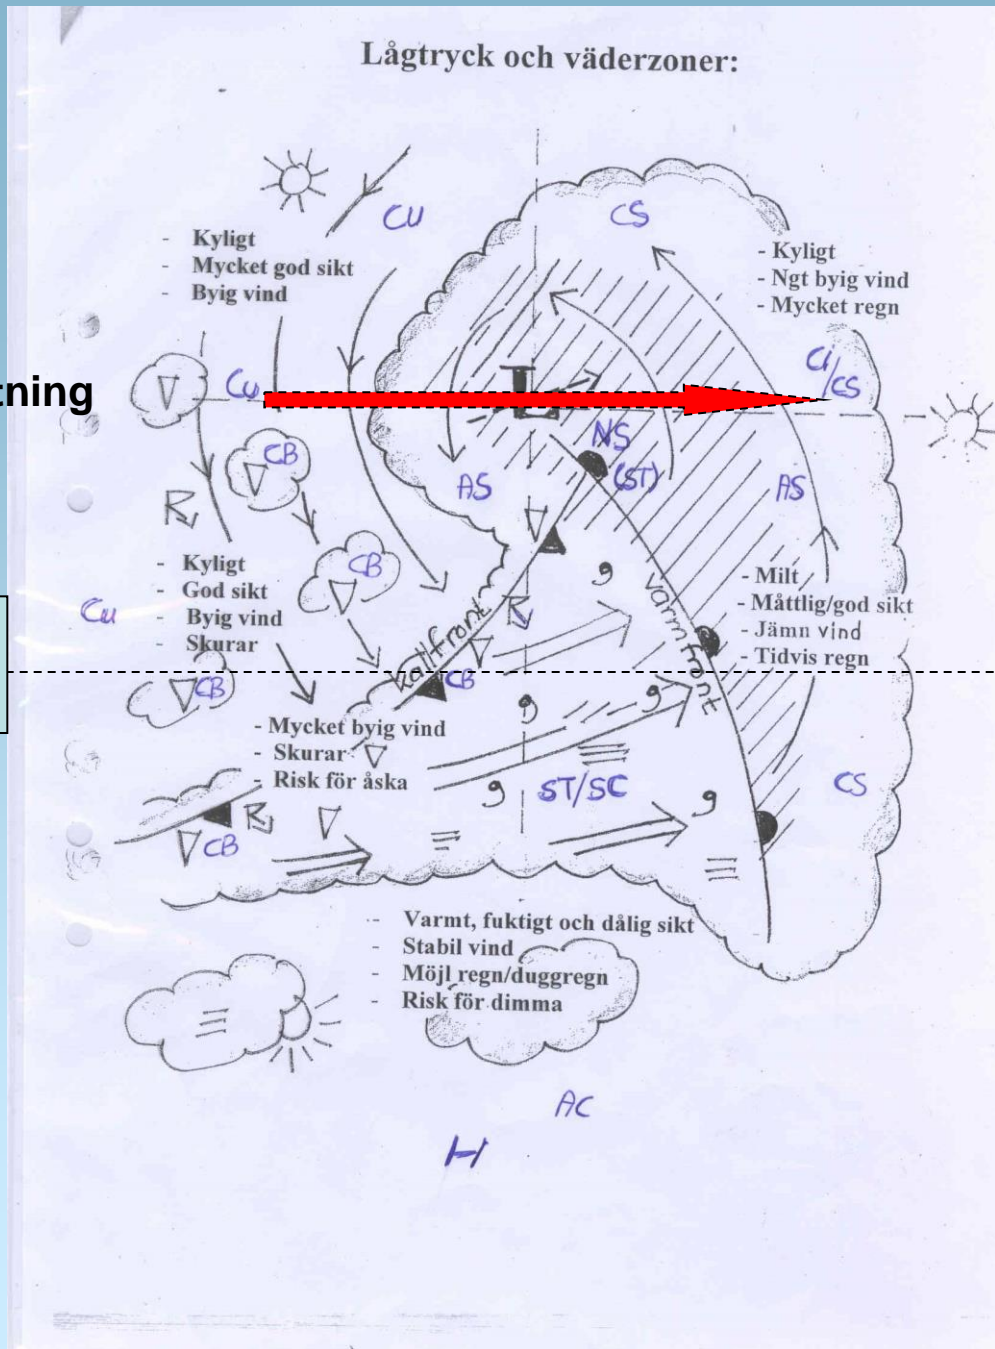 Lågtryck och väderzoner:
CU
CS
- Kyligt
- Mycket god sikt
- Byig vind
- Kyligt
- Ngt byig vind
- Mycket regn
Ci/CS
tning
Cu
L
CB
NS
(ST)
AS
AS
CB
- Kyligt
- God sikt
- Byig vind
- Skurar
Cu
- Milt
- Måttlig/god sikt
- Jämn vind
- Tidvis regn
Kallfront
varmfront
CB
CB
- Mycket byig vind
- Skurar
- Risk för åska
ST/SC
CS
CB
- Varmt, fuktigt och dålig sikt
- Stabil vind
- Möjl regn/duggregn
- Risk för dimma
AC
H